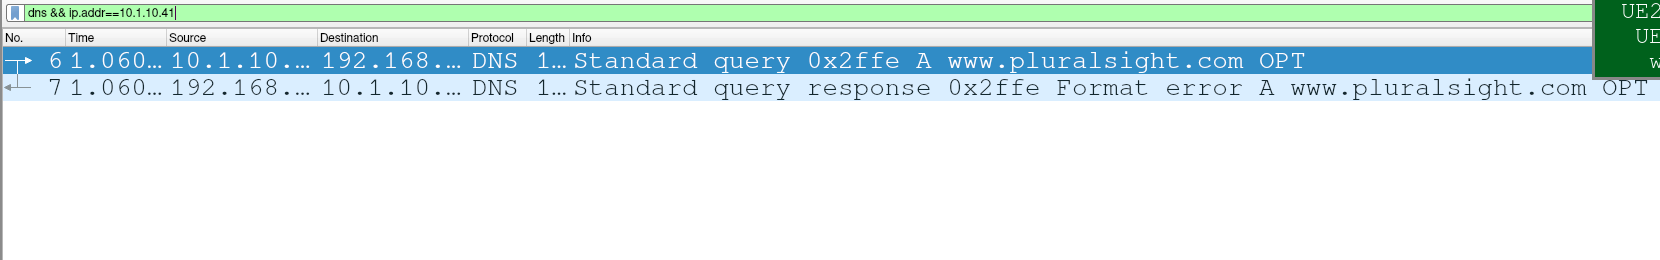 dns && ip.addr==10.1.10.41
UE2
No. Time Source Destination Protocol Length Info
UE
6 1.060… 10.1.10.… 192.168.… DNS 1… Standard query 0x2ffe A www.pluralsight.com OPT
w
7 1.060… 192.168.… 10.1.10.… DNS 1… Standard query response 0x2ffe Format error A www.pluralsight.com OPT